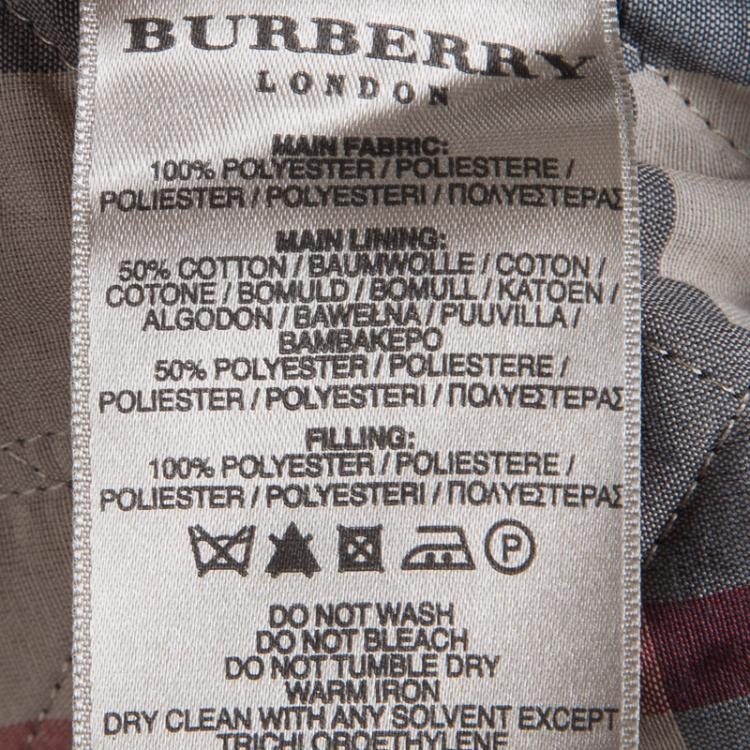 BURBERRY
LONDON
MAIN FABRIC:
100% POLYESTER / POLIESTERE /
POLIESTER / POLYESTERI / ΠΟΛΥΕΣΤΕΡΑΣ
MAIN LINING:
50% COTTON / BAUMWOLLE / COTON /
COTONE / BOMULD / BOMULL / KATOEN /
ALGODON / BAWEŁNA / PUUVILLA /
ΒΑΜΒΑΚΕΡΟ
50% POLYESTER / POLIESTERE /
POLIESTER / POLYESTERI / ΠΟΛΥΕΣΤΕΡΑΣ
FILLING:
100% POLYESTER / POLIESTERE /
POLIESTER / POLYESTERI / ΠΟΛΥΕΣΤΕΡΑΣ
P
DO NOT WASH
DO NOT BLEACH
DO NOT TUMBLE DRY
WARM IRON
DRY CLEAN WITH ANY SOLVENT EXCEPT
TRICHLOROETHYLENE